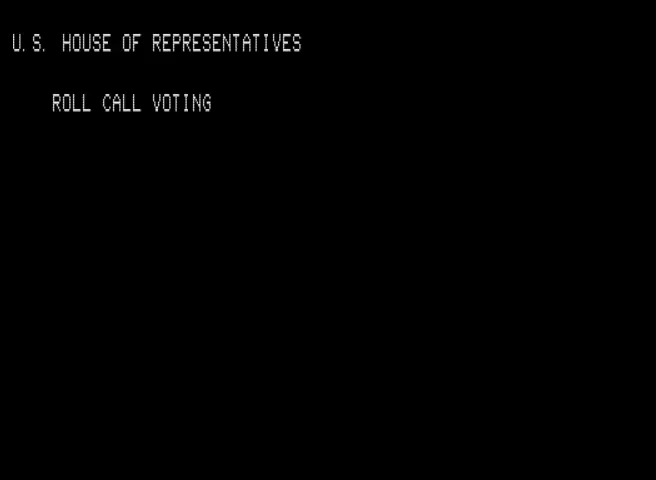 U.S. HOUSE OF REPRESENTATIVES
ROLL CALL VOTING